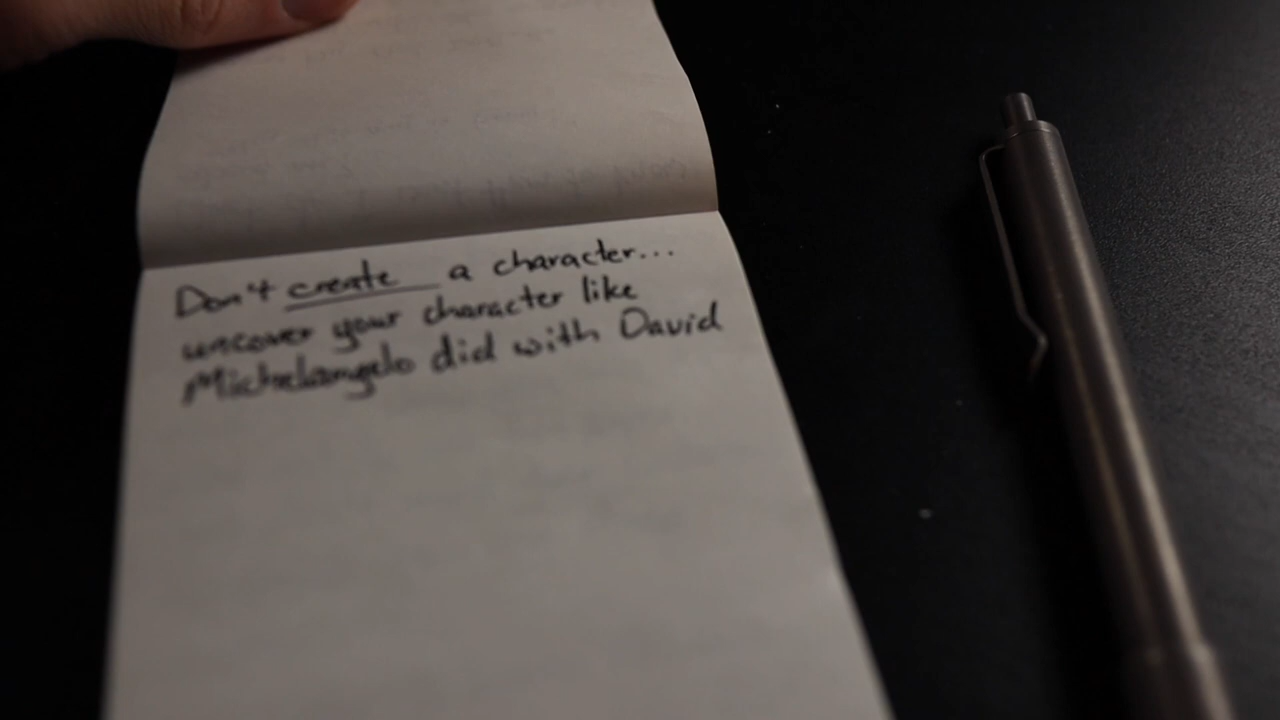 Don't create a character...
uncover your character like
Michelangelo did with David